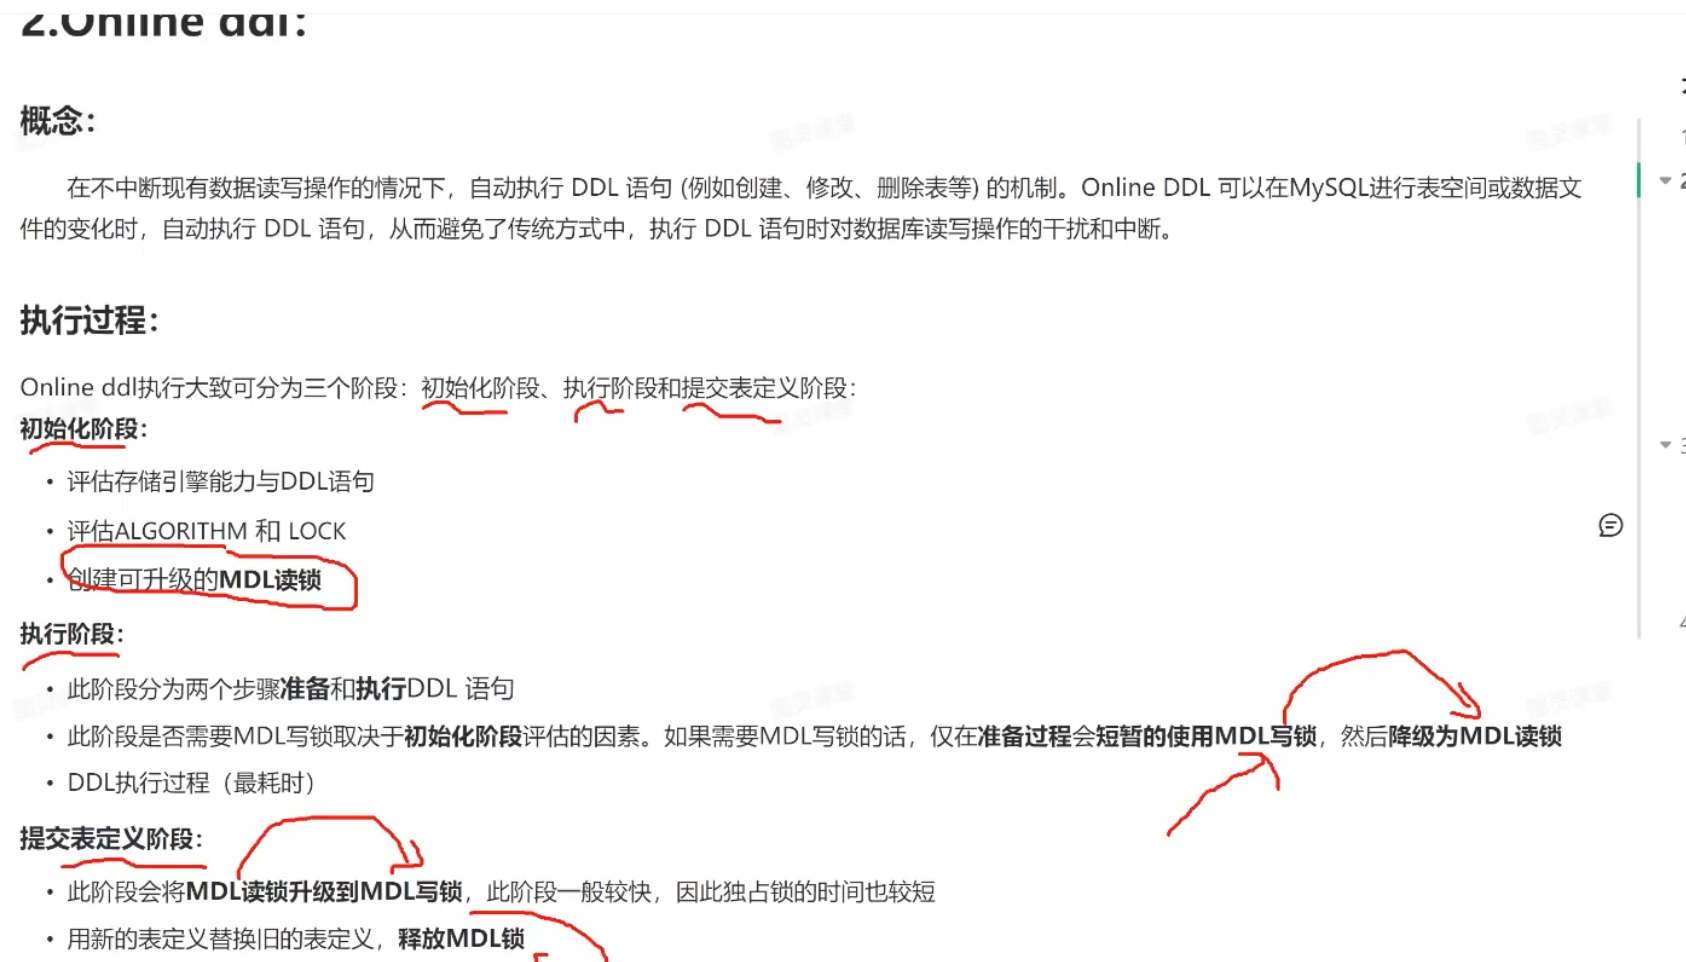 2.Online ddl：
概念：
在不中断现有数据读写操作的情况下，自动执行 DDL 语句 (例如创建、修改、删除表等) 的机制。Online DDL 可以在MySQL进行表空间或数据文
件的变化时，自动执行 DDL 语句，从而避免了传统方式中，执行 DDL 语句时对数据库读写操作的干扰和中断。
执行过程：
Online ddl执行大致可分为三个阶段：初始化阶段、执行阶段和提交表定义阶段：
初始化阶段：
• 评估存储引擎能力与DDL语句
• 评估ALGORITHM 和 LOCK
• 创建可升级的MDL读锁
执行阶段：
• 此阶段分为两个步骤准备和执行DDL 语句
• 此阶段是否需要MDL写锁取决于初始化阶段评估的因素。如果需要MDL写锁的话，仅在准备过程会短暂的使用MDL写锁，然后降级为MDL读锁
• DDL执行过程（最耗时）
提交表定义阶段：
• 此阶段会将MDL读锁升级到MDL写锁，此阶段一般较快，因此独占锁的时间也较短
• 用新的表定义替换旧的表定义，释放MDL锁